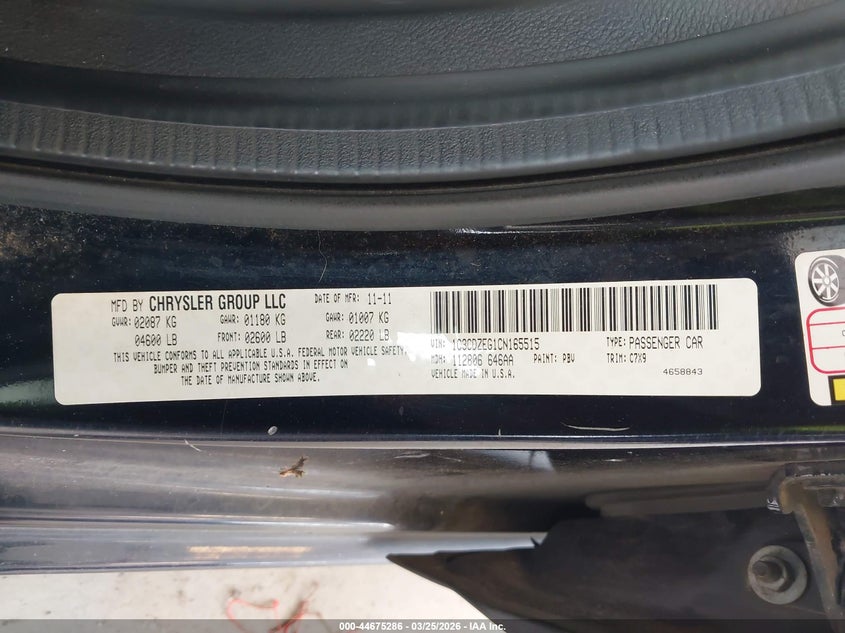 MFD BY CHRYSLER GROUP LLC DATE OF MFR: 11-11
GVWR: 02087 KG GAWR: 01180 KG GAWR: 01007 KG
04600 LB FRONT: 02600 LB REAR: 02220 LB
THIS VEHICLE CONFORMS TO ALL APPLICABLE U.S.A. FEDERAL MOTOR VEHICLE SAFETY,
BUMPER AND THEFT PREVENTION STANDARDS IN EFFECT ON
THE DATE OF MANUFACTURE SHOWN ABOVE.
VIN: 1C3CDZEG1CN165515 TYPE: PASSENGER CAR
MDH: 112806 646AA PAINT: PBV TRIM: C7X9
VEHICLE MADE IN U.S.A. 4658843
000-44675286 - 03/25/2026 - IAA Inc.